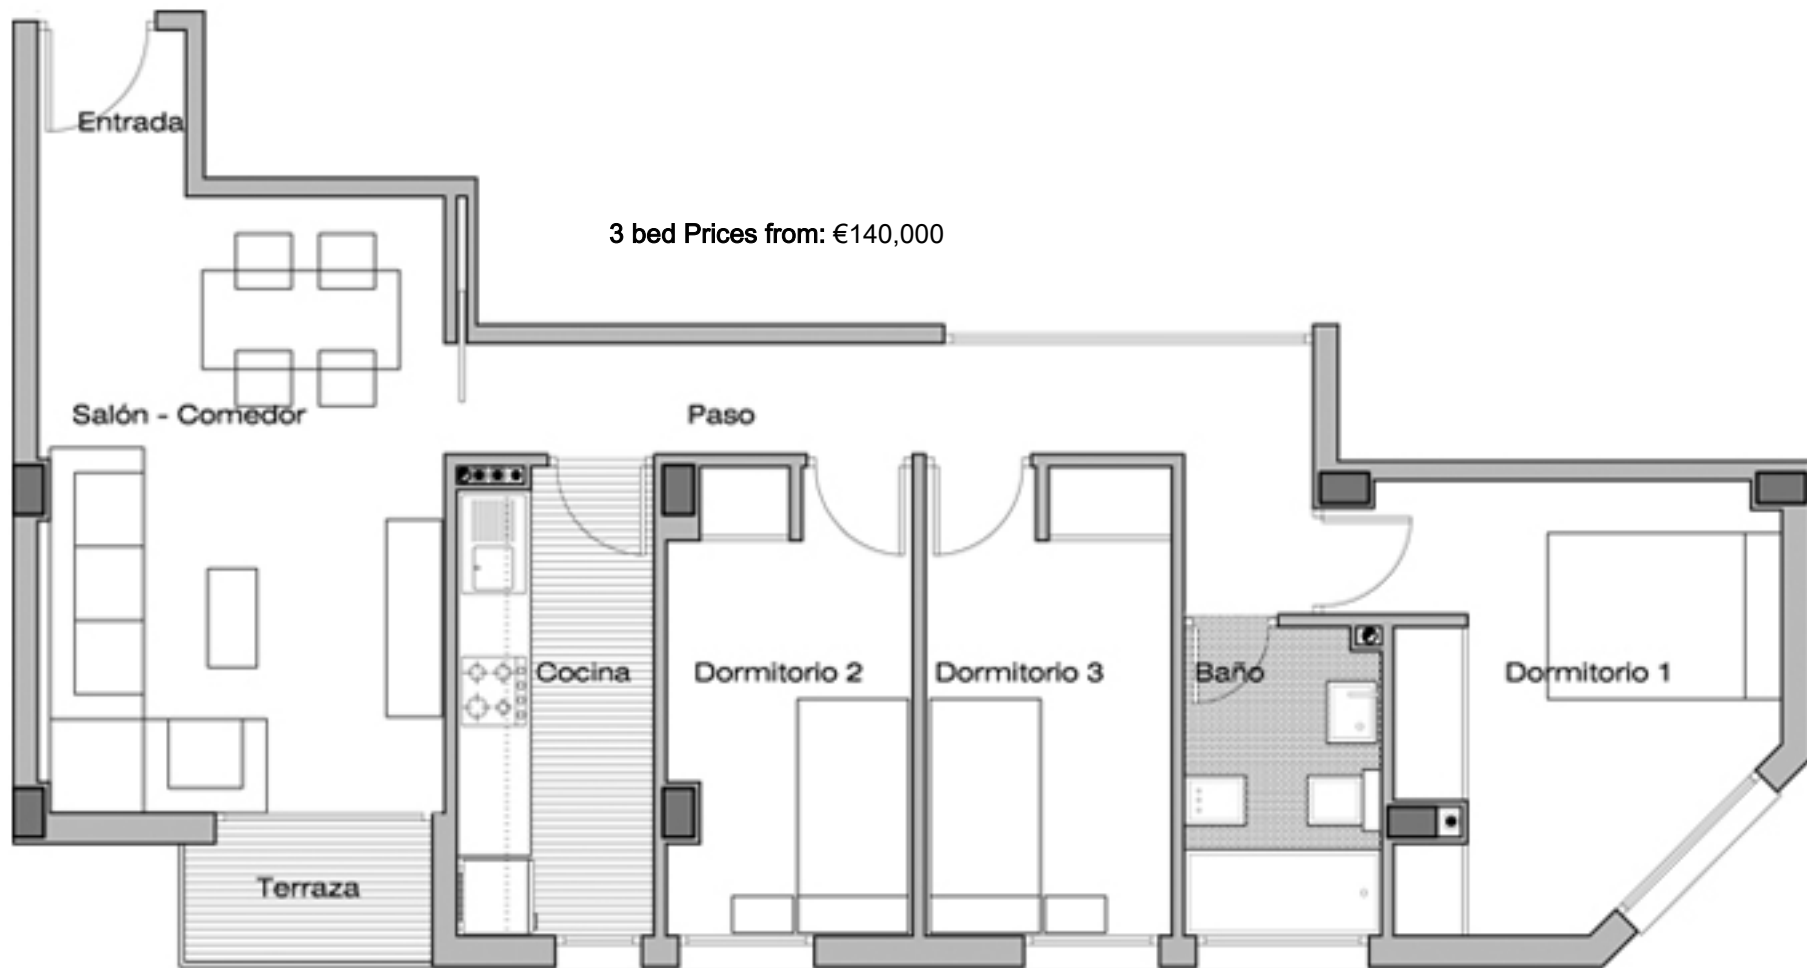 Entrada
3 bed Prices from: €140,000
Salón - Comedor
Paso
Cocina
Dormitorio 2
Dormitorio 3
Baño
Dormitorio 1
Terraza